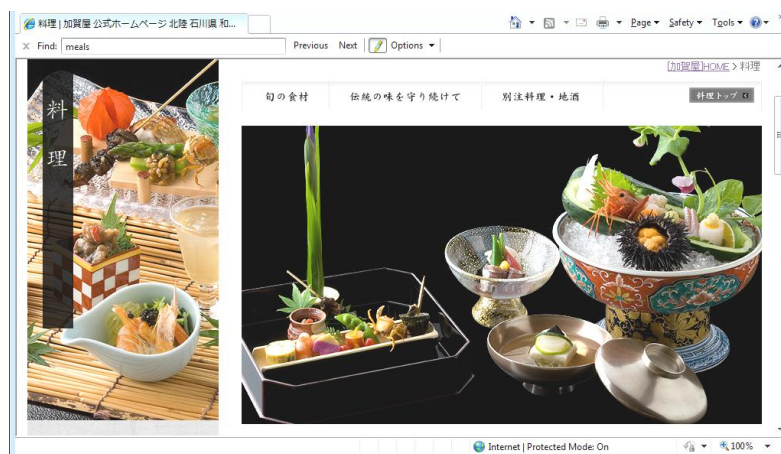 料理 | 加賀屋 公式ホームページ 北陸 石川県 和...
Page
Safety
Tools
Find: meals
Previous
Next
Options
[加賀屋]HOME > 料理
料理
旬の食材
伝統の味を守り続けて
別注料理・地酒
料理トップ
Internet | Protected Mode: On
100%